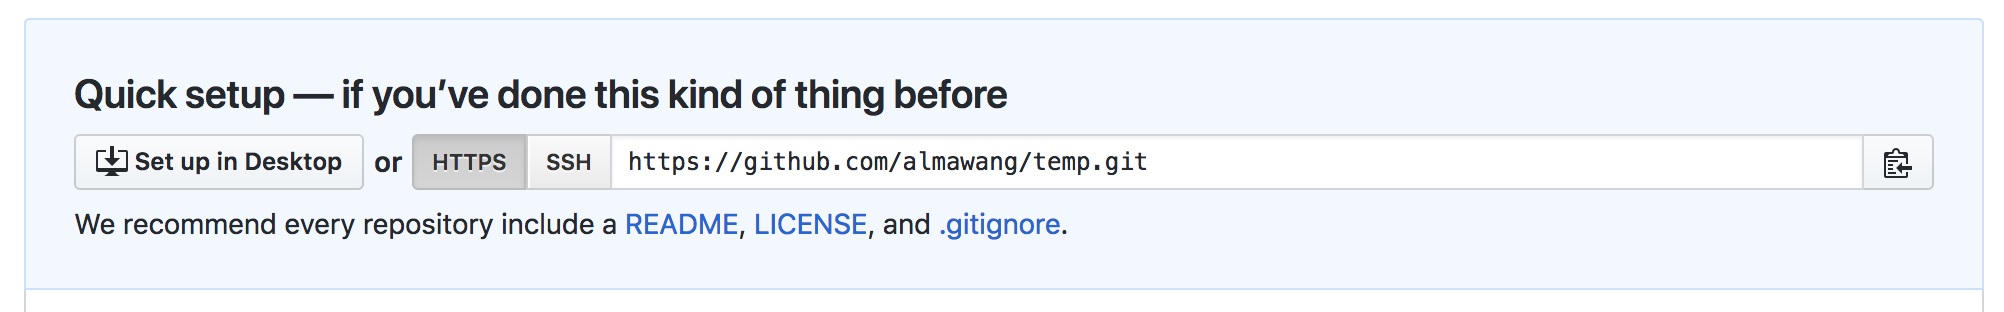 Quick setup — if you’ve done this kind of thing before
Set up in Desktop or HTTPS SSH https://github.com/almawang/temp.git
We recommend every repository include a README, LICENSE, and .gitignore.